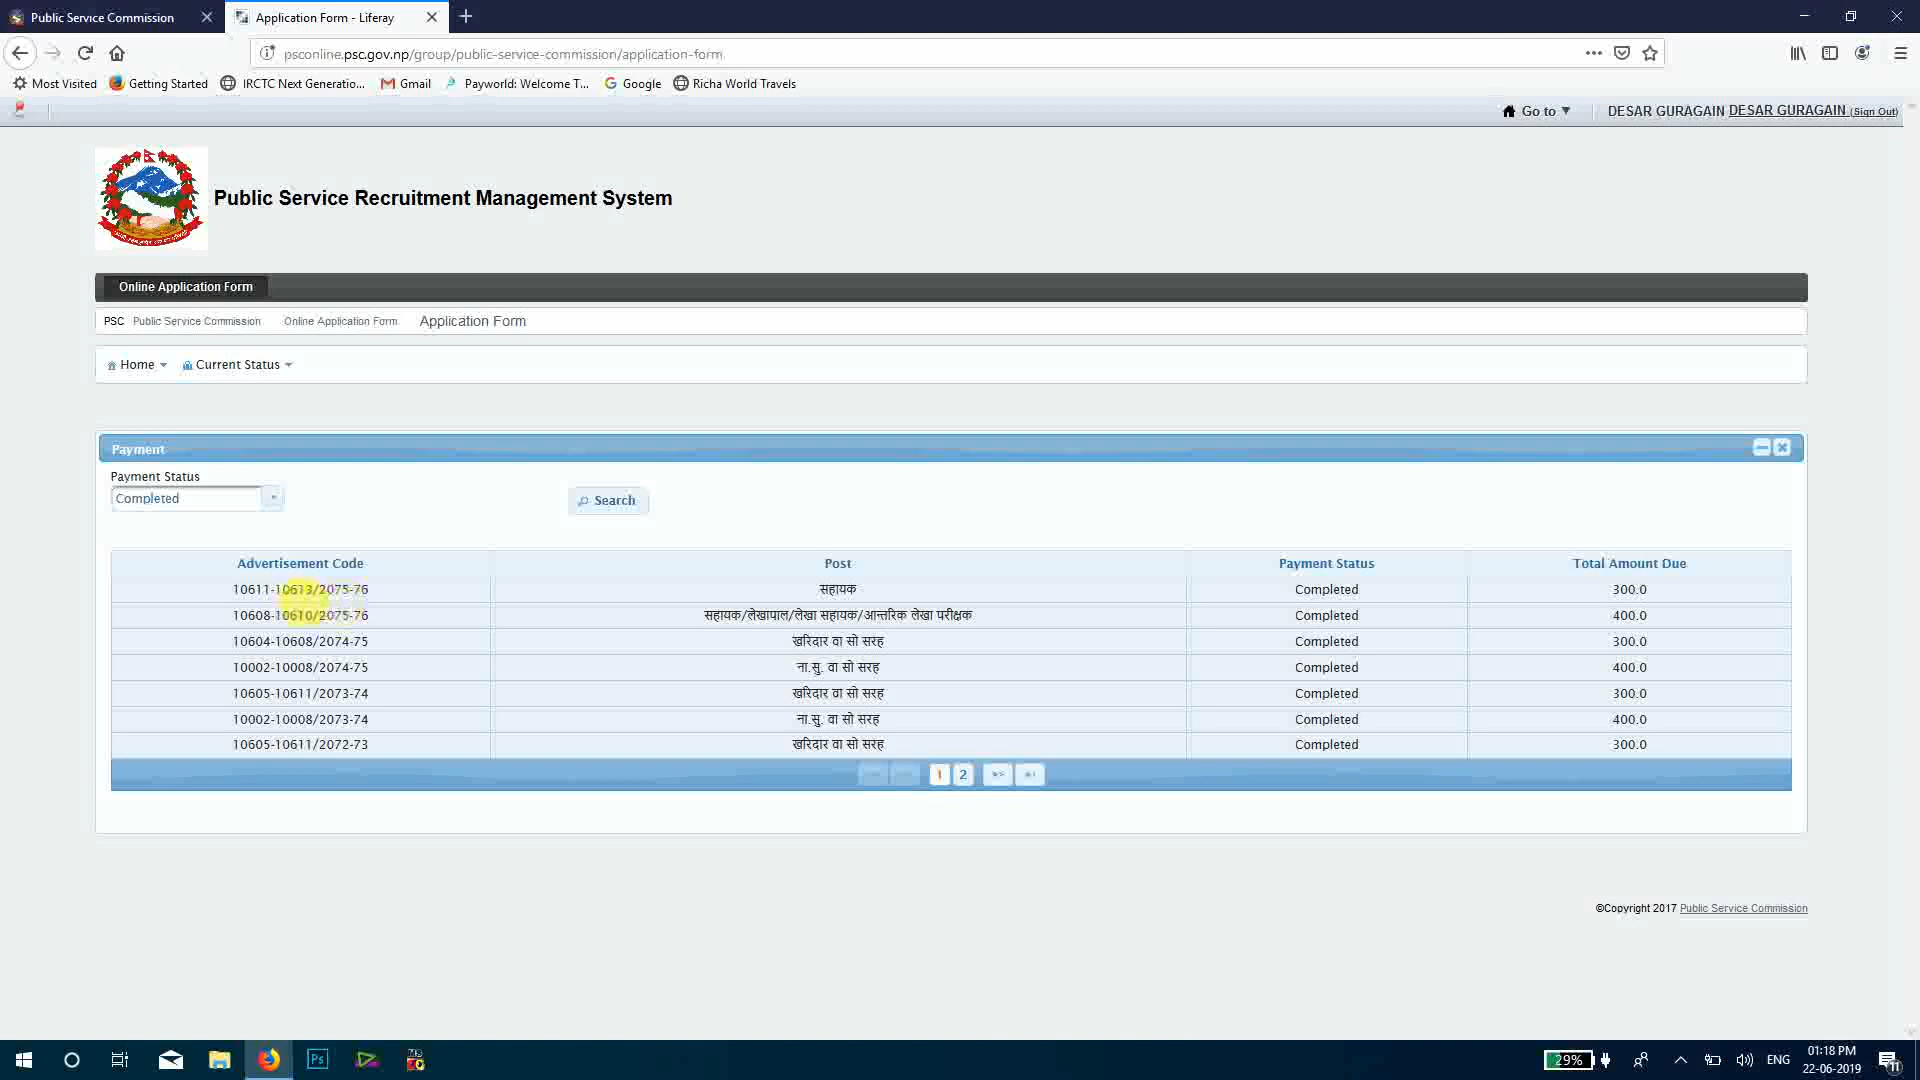 Public Service Commission
Application Form - Liferay
psconline.psc.gov.np/group/public-service-commission/application-form
Most Visited Getting Started IRCTC Next Generatio... Gmail Payworld: Welcome T... Google Richa World Travels
Go to DESAR GURAGAIN DESAR GURAGAIN (Sign Out)
Public Service Recruitment Management System
Online Application Form
PSC Public Service Commission Online Application Form Application Form
Home Current Status
Payment
Payment Status
Completed
Search
Advertisement Code Post Payment Status Total Amount Due
10611-10613/2075-76 सहायक Completed 300.0
10608-10610/2075-76 सहायक/लेखापाल/लेखा सहायक/आन्तरिक लेखा परीक्षक Completed 400.0
10604-10608/2074-75 खरिदार वा सो सरह Completed 300.0
10002-10008/2074-75 ना.सु. वा सो सरह Completed 400.0
10605-10611/2073-74 खरिदार वा सो सरह Completed 300.0
10002-10008/2073-74 ना.सु. वा सो सरह Completed 400.0
10605-10611/2072-73 खरिदार वा सो सरह Completed 300.0
1 2
©Copyright 2017 Public Service Commission
Ps
29%
ENG
01:18 PM
22-06-2019
11